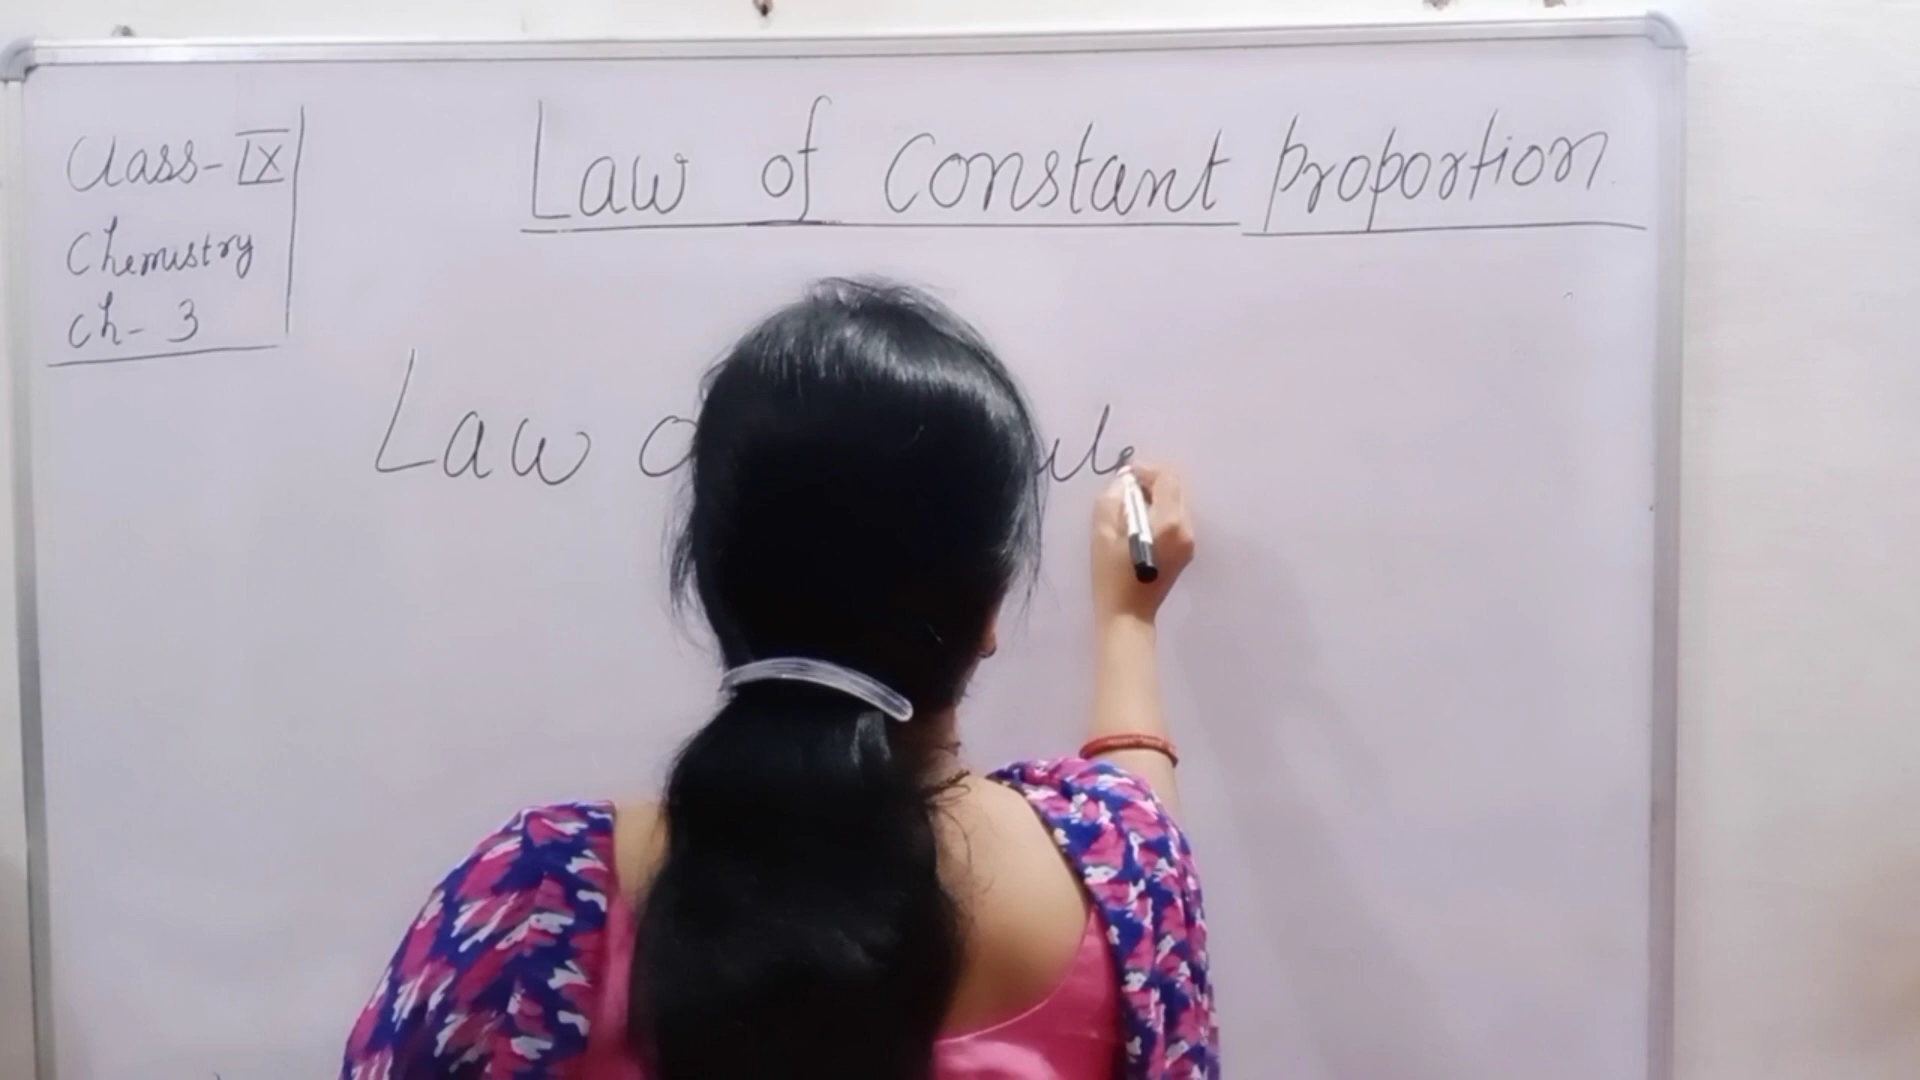 Class-IX
Chemistry
Ch- 3
Law of Constant proportion
Law